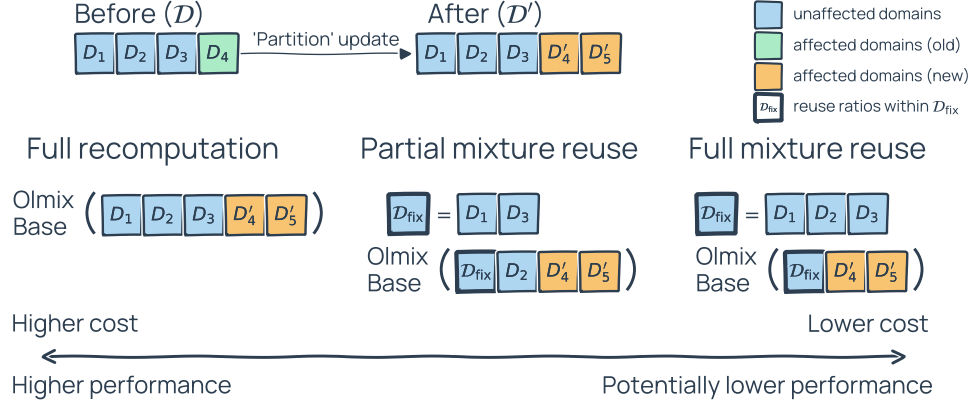 Before (𝒟)
After (𝒟′)
D₁ D₂ D₃ D₄
'Partition' update
D₁ D₂ D₃ D′₄ D′₅
unaffected domains
affected domains (old)
affected domains (new)
𝒟fix reuse ratios within 𝒟fix
Full recomputation
Olmix
Base
( D₁ D₂ D₃ D′₄ D′₅ )
Partial mixture reuse
𝒟fix = D₁ D₃
Olmix
Base
( 𝒟fix D₂ D′₄ D′₅ )
Full mixture reuse
𝒟fix = D₁ D₂ D₃
Olmix
Base
( 𝒟fix D′₄ D′₅ )
Higher cost
Lower cost
Higher performance
Potentially lower performance